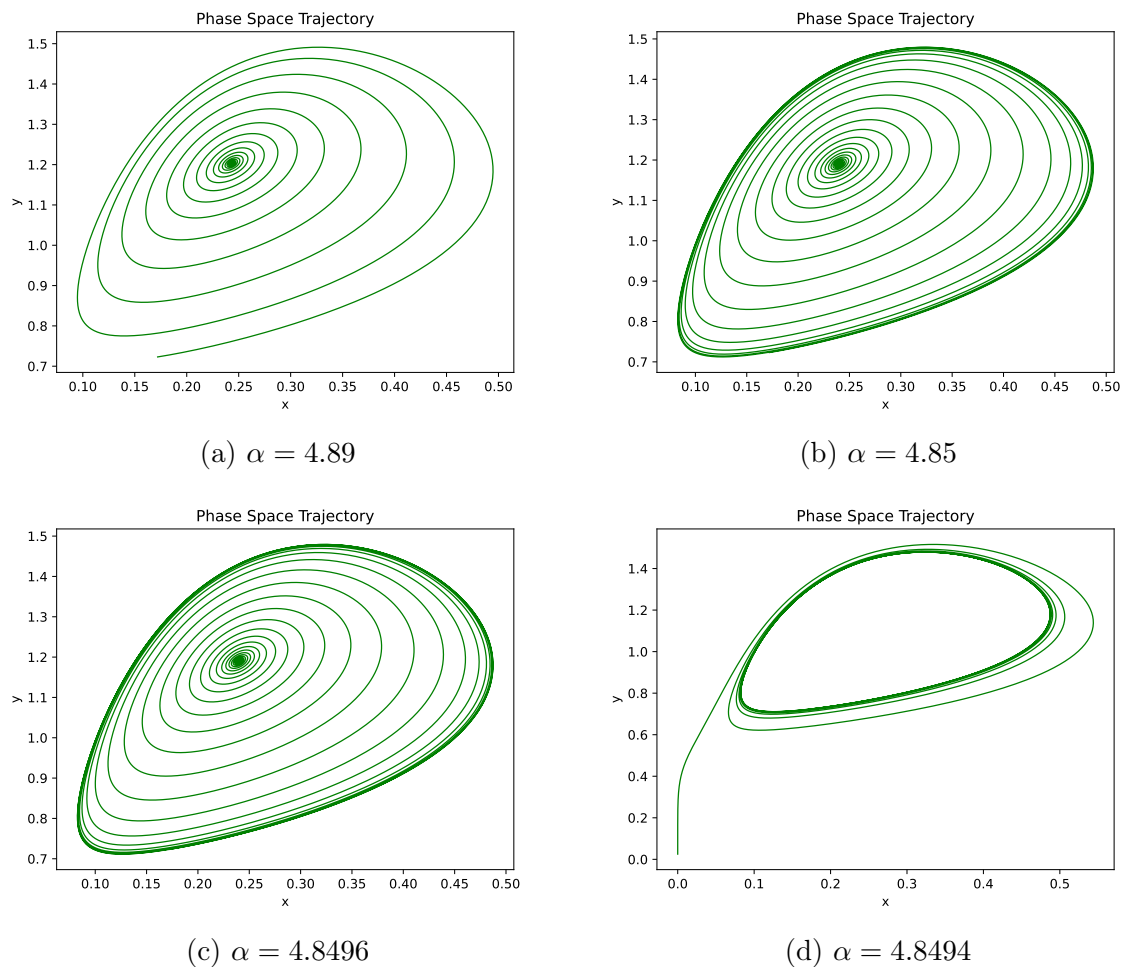 Phase Space Trajectory
1.5
1.4
1.3
1.2
1.1
1.0
0.9
0.8
0.7
y
0.10 0.15 0.20 0.25 0.30 0.35 0.40 0.45 0.50
x
(a) α = 4.89
Phase Space Trajectory
1.5
1.4
1.3
1.2
1.1
1.0
0.9
0.8
0.7
y
0.10 0.15 0.20 0.25 0.30 0.35 0.40 0.45 0.50
x
(b) α = 4.85
Phase Space Trajectory
1.5
1.4
1.3
1.2
1.1
1.0
0.9
0.8
0.7
y
0.10 0.15 0.20 0.25 0.30 0.35 0.40 0.45 0.50
x
(c) α = 4.8496
Phase Space Trajectory
1.4
1.2
1.0
0.8
0.6
0.4
0.2
0.0
y
0.0 0.1 0.2 0.3 0.4 0.5
x
(d) α = 4.8494